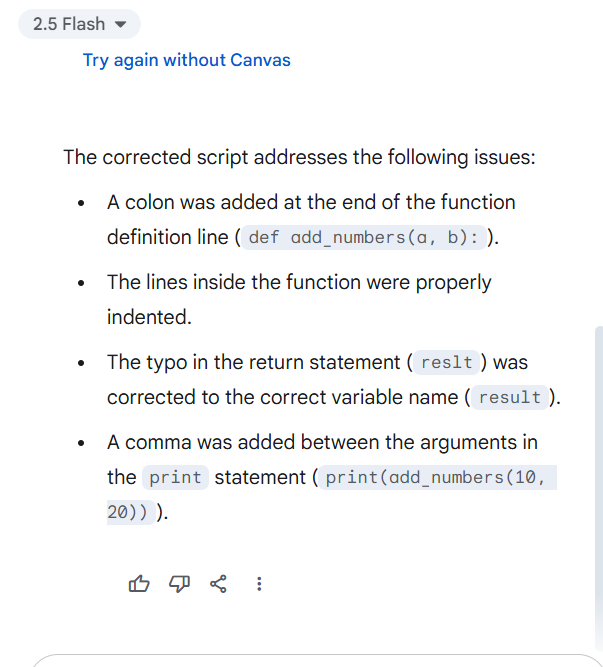 2.5 Flash
Try again without Canvas
The corrected script addresses the following issues:
• A colon was added at the end of the function
definition line ( def add_numbers(a, b): ).
• The lines inside the function were properly
indented.
• The typo in the return statement ( reslt ) was
corrected to the correct variable name ( result ).
• A comma was added between the arguments in
the print statement ( print(add_numbers(10,
20)) ).